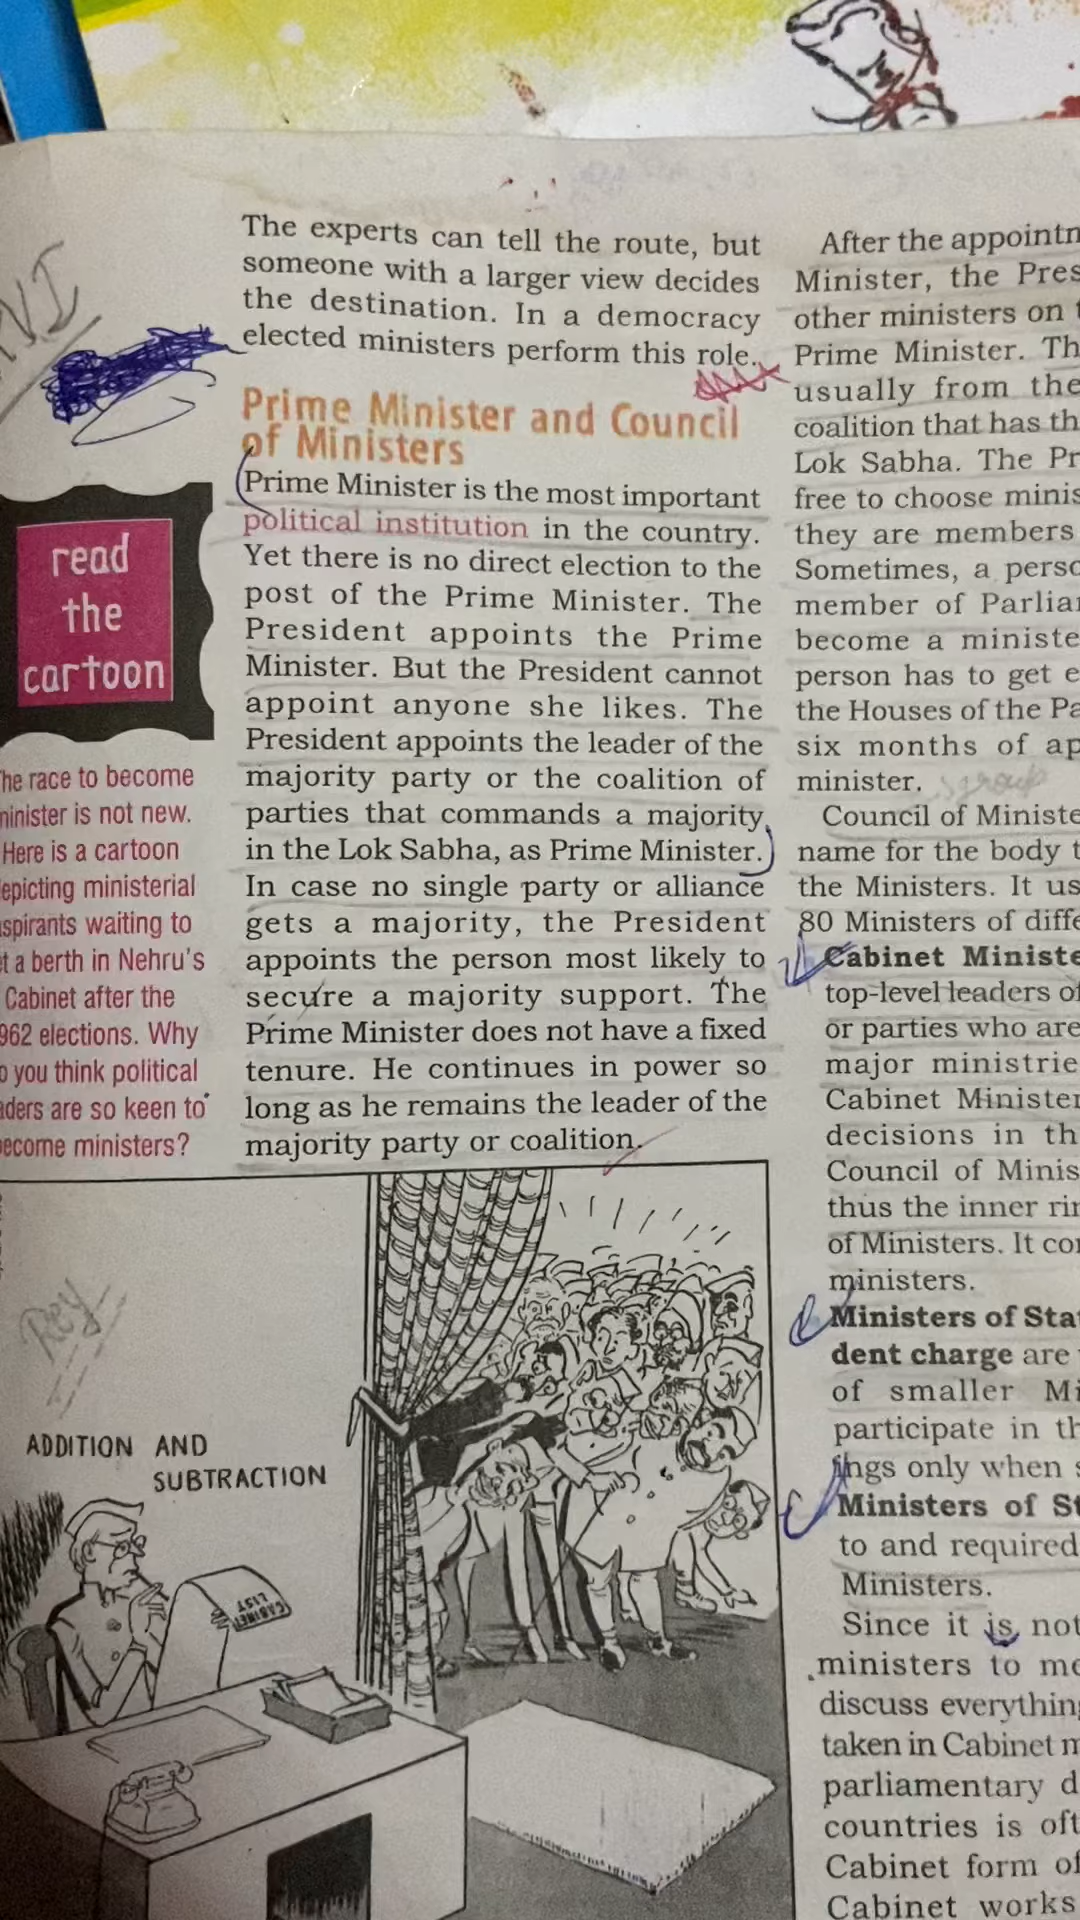 The experts can tell the route, but
someone with a larger view decides
the destination. In a democracy
elected ministers perform this role.
Prime Minister and Council
of Ministers
Prime Minister is the most important
political institution in the country.
Yet there is no direct election to the
post of the Prime Minister. The
President appoints the Prime
Minister. But the President cannot
appoint anyone she likes. The
President appoints the leader of the
majority party or the coalition of
parties that commands a majority
in the Lok Sabha, as Prime Minister.
In case no single party or alliance
gets a majority, the President
appoints the person most likely to
secure a majority support. The
Prime Minister does not have a fixed
tenure. He continues in power so
long as he remains the leader of the
majority party or coalition.
read
the
cartoon
he race to become
minister is not new.
Here is a cartoon
epicting ministerial
spirants waiting to
t a berth in Nehru's
Cabinet after the
962 elections. Why
o you think political
aders are so keen to
ecome ministers?
ADDITION AND
SUBTRACTION
CABINET
LIST
After the appointn
Minister, the Pres
other ministers on
Prime Minister. Th
usually from the
coalition that has th
Lok Sabha. The Pr
free to choose minis
they are members
Sometimes, a perso
member of Parliar
become a ministe
person has to get e
the Houses of the Pa
six months of ap
minister.
group
Council of Ministe
name for the body t
the Ministers. It us
80 Ministers of diffe
Cabinet Ministe
top-level leaders of
or parties who are
major ministrie
Cabinet Minister
decisions in th
Council of Minis
thus the inner rin
of Ministers. It con
ministers.
Ministers of Sta
dent charge are
of smaller Mi
participate in th
ings only when s
Ministers of St
to and required
Ministers.
Since it is not
ministers to me
discuss everything
taken in Cabinet m
parliamentary d
countries is oft
Cabinet form of
Cabinet works